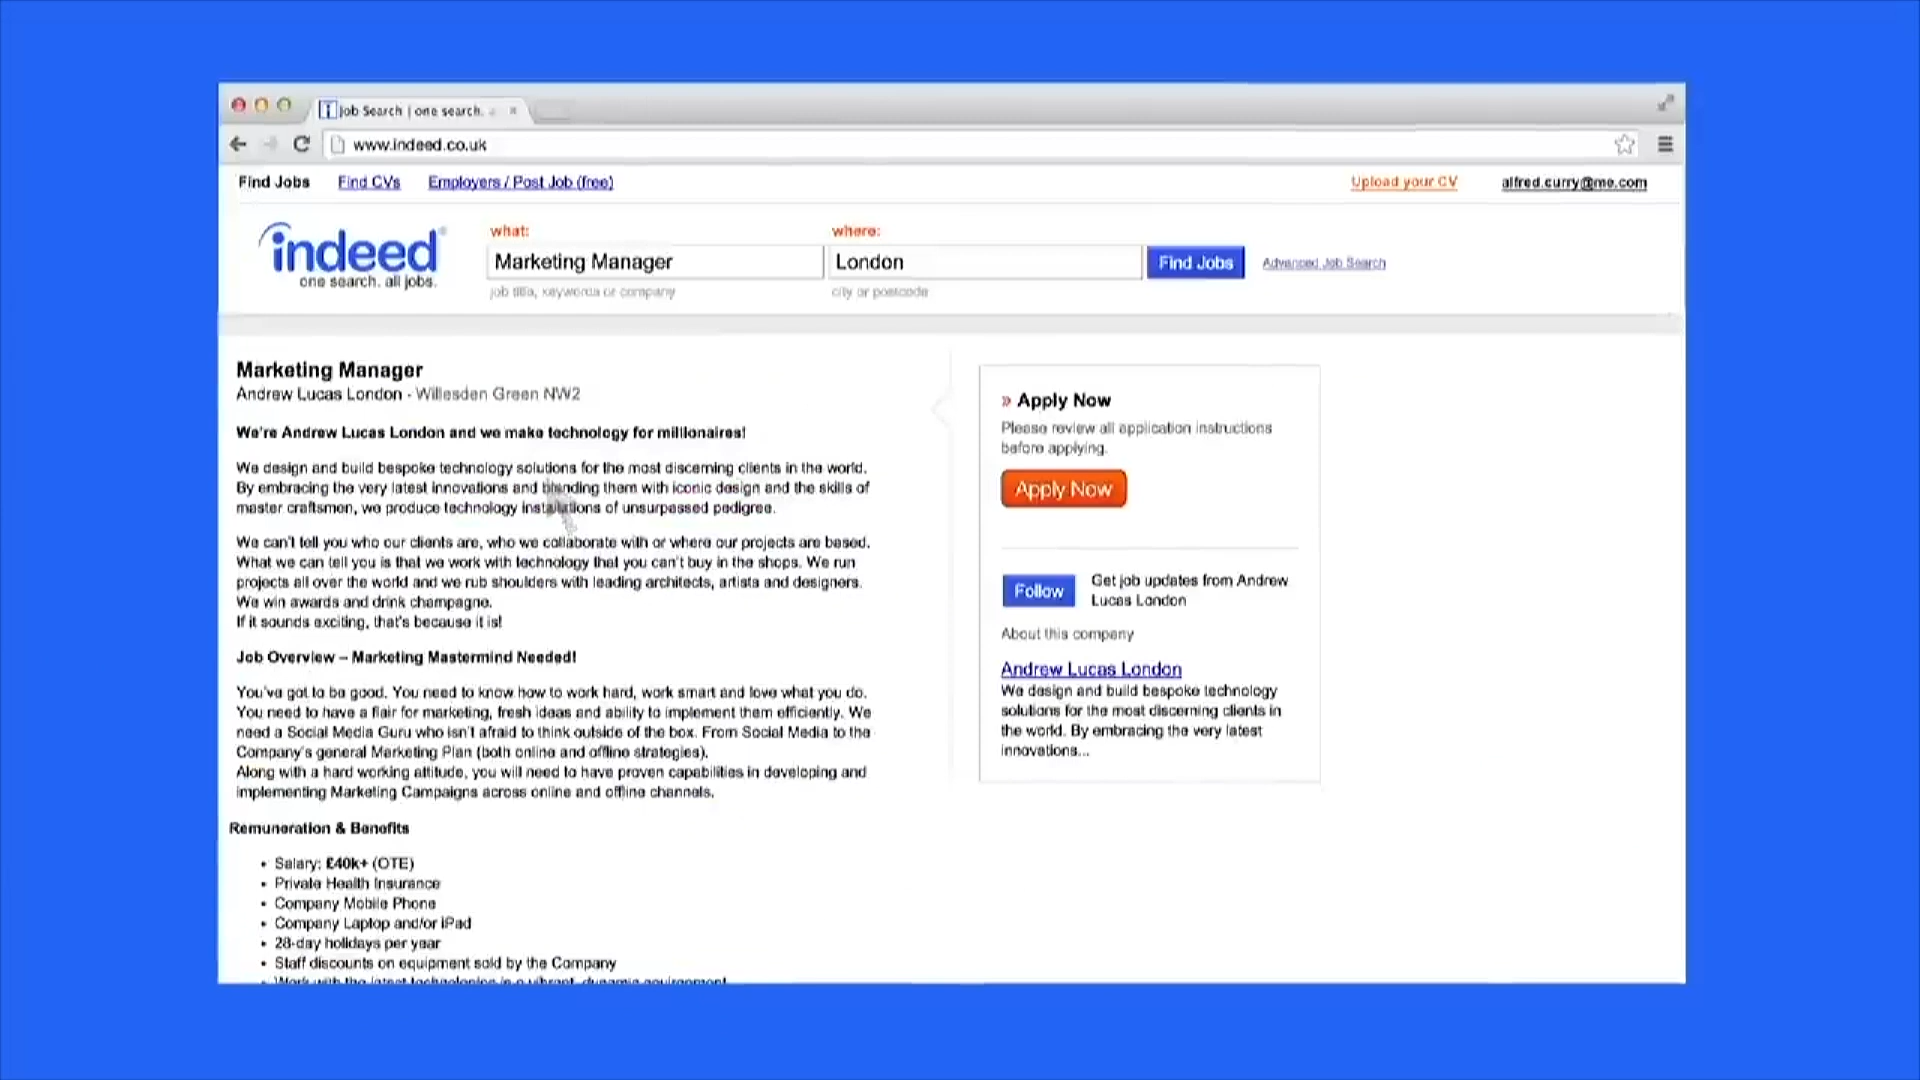 Job Search | one search.
www.indeed.co.uk
Find Jobs Find CVs Employers / Post Job (free) Upload your CV alfred.curry@me.com
indeed
one search. all jobs.
what: where:
Marketing Manager London Find Jobs Advanced Job Search
job title, keywords or company city or postcode
Marketing Manager
Andrew Lucas London - Willesden Green NW2
We're Andrew Lucas London and we make technology for millionaires!
We design and build bespoke technology solutions for the most discerning clients in the world.
By embracing the very latest innovations and blending them with iconic design and the skills of
master craftsmen, we produce technology installations of unsurpassed pedigree.
We can't tell you who our clients are, who we collaborate with or where our projects are based.
What we can tell you is that we work with technology that you can't buy in the shops. We run
projects all over the world and we rub shoulders with leading architects, artists and designers.
We win awards and drink champagne.
If it sounds exciting, that's because it is!
Job Overview – Marketing Mastermind Needed!
You've got to be good. You need to know how to work hard, work smart and love what you do.
You need to have a flair for marketing, fresh ideas and ability to implement them efficiently. We
need a Social Media Guru who isn't afraid to think outside of the box. From Social Media to the
Company's general Marketing Plan (both online and offline strategies).
Along with a hard working attitude, you will need to have proven capabilities in developing and
implementing Marketing Campaigns across online and offline channels.
Remuneration & Benefits
• Salary: £40k+ (OTE)
• Private Health Insurance
• Company Mobile Phone
• Company Laptop and/or iPad
• 28-day holidays per year
• Staff discounts on equipment sold by the Company
• Work with the latest technologies in a vibrant, dynamic environment
» Apply Now
Please review all application instructions
before applying.
Apply Now
Follow
Get job updates from Andrew
Lucas London
About this company
Andrew Lucas London
We design and build bespoke technology
solutions for the most discerning clients in
the world. By embracing the very latest
innovations...